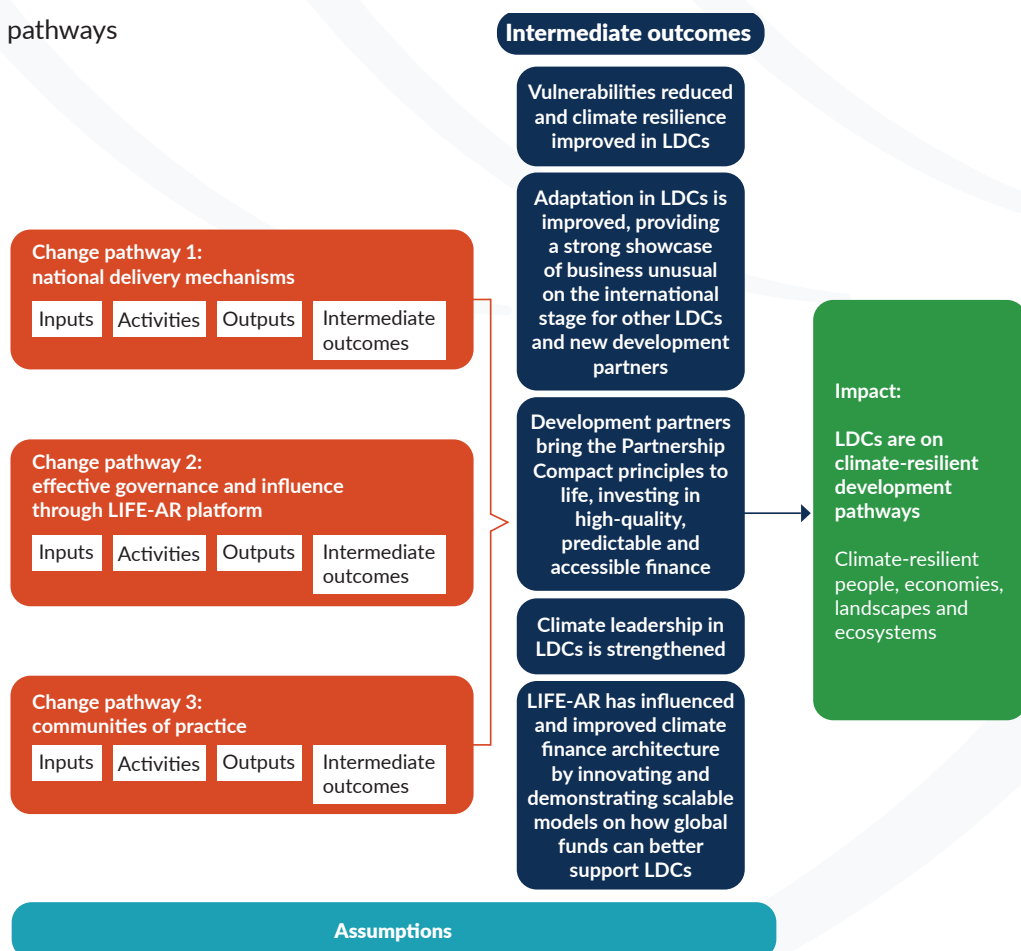 pathways
Intermediate outcomes
Vulnerabilities reduced
and climate resilience
improved in LDCs
Adaptation in LDCs is
improved, providing
a strong showcase
of business unusual
on the international
stage for other LDCs
and new development
partners
Development partners
bring the Partnership
Compact principles to
life, investing in
high-quality,
predictable and
accessible finance
Climate leadership in
LDCs is strengthened
LIFE-AR has influenced
and improved climate
finance architecture
by innovating and
demonstrating scalable
models on how global
funds can better
support LDCs
Change pathway 1:
national delivery mechanisms
Inputs
Activities
Outputs
Intermediate
outcomes
Change pathway 2:
effective governance and influence
through LIFE-AR platform
Inputs
Activities
Outputs
Intermediate
outcomes
Change pathway 3:
communities of practice
Inputs
Activities
Outputs
Intermediate
outcomes
Impact:
LDCs are on
climate-resilient
development
pathways
Climate-resilient
people, economies,
landscapes and
ecosystems
Assumptions